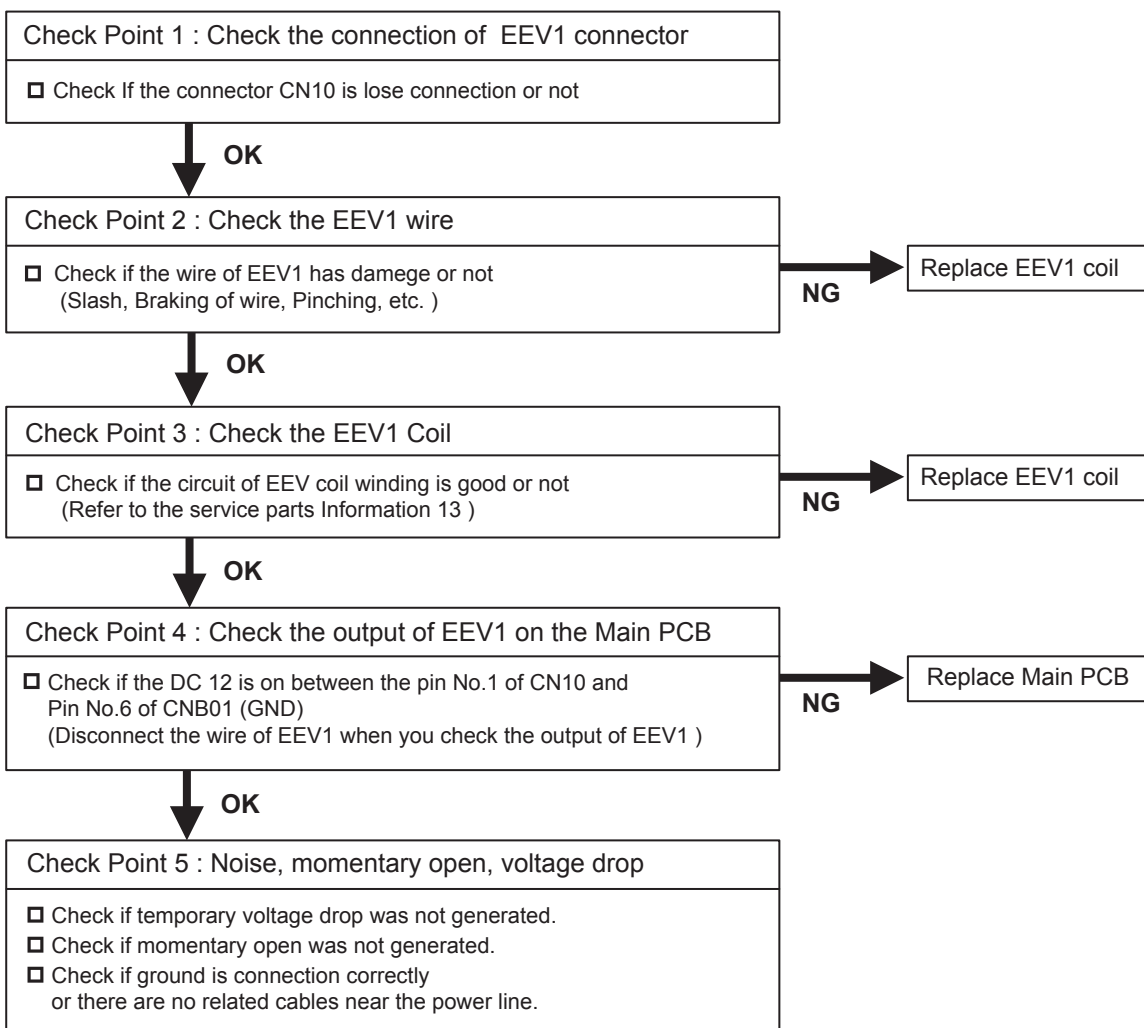 Check Point 1 : Check the connection of EEV1 connector
Check If the connector CN10 is lose connection or not
OK
Check Point 2 : Check the EEV1 wire
Check if the wire of EEV1 has damege or not
(Slash, Braking of wire, Pinching, etc. )
NG
Replace EEV1 coil
OK
Check Point 3 : Check the EEV1 Coil
Check if the circuit of EEV coil winding is good or not
(Refer to the service parts Information 13 )
NG
Replace EEV1 coil
OK
Check Point 4 : Check the output of EEV1 on the Main PCB
Check if the DC 12 is on between the pin No.1 of CN10 and
Pin No.6 of CNB01 (GND)
(Disconnect the wire of EEV1 when you check the output of EEV1 )
NG
Replace Main PCB
OK
Check Point 5 : Noise, momentary open, voltage drop
Check if temporary voltage drop was not generated.
Check if momentary open was not generated.
Check if ground is connection correctly
or there are no related cables near the power line.